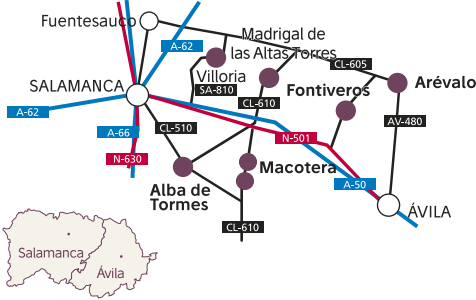 Fuentesauco
Madrigal de
las Altas Torres
A-62
CL-605
Villoria
SA-810
Arévalo
SALAMANCA
Fontiveros
CL-610
A-62
AV-480
A-66
CL-510
N-501
N-630
Macotera
Alba de
Tormes
A-50
ÁVILA
CL-610
Salamanca
Ávila